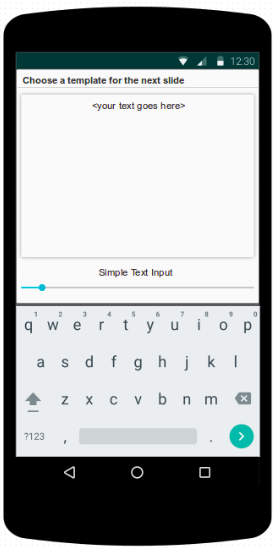 12:30
Choose a template for the next slide
<your text goes here>
Simple Text Input
1 2 3 4 5 6 7 8 9 0
q w e r t y u i o p
a s d f g h j k l
z x c v b n m
?123 , .